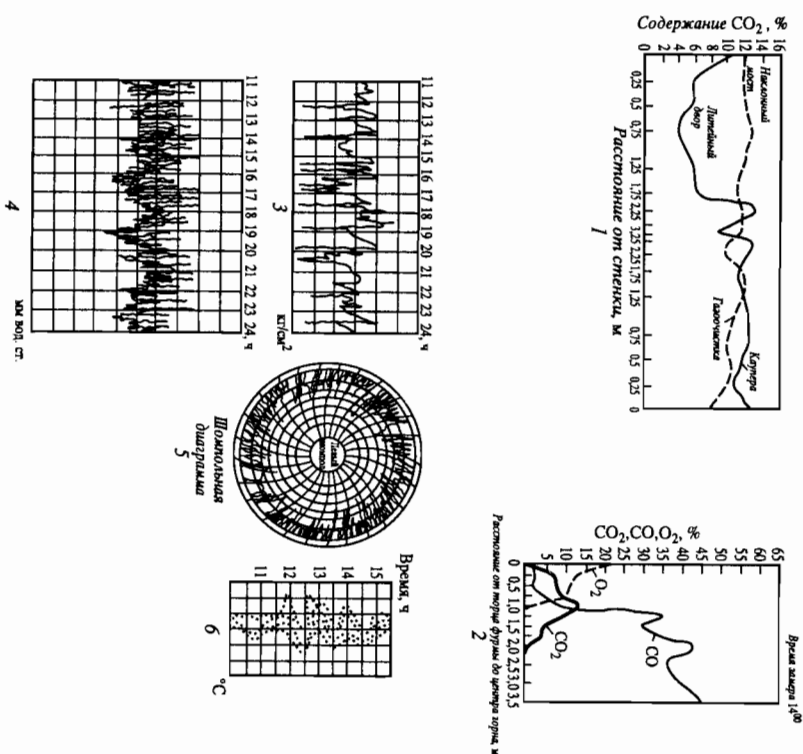 Содержание CO₂, %
0 2 4 6 8 10 12 14 16
Наклонный
мост
Литейный
двор
Газоочистка
Каупера
0,25 0,5 0,75 1,25 1,75 2,25 3,25 2,25 1,75 1,25 0,75 0,5 0,25 0
Расстояние от стенки, м
1
Время замера 14⁰⁰
CO₂,CO,O₂, %
0 5 10 15 20 25 30 35 40 45 50 55 60 65
O₂
CO
CO₂
0 0,5 1,0 1,5 2,0 2,5 3,0 3,5
Расстояние от торца фурмы до центра горна, м
2
11 12 13 14 15 16 17 18 19 20 21 22 23 24, ч
3
кг/см²
11 12 13 14 15 16 17 18 19 20 21 22 23 24, ч
4
мм вод. ст.
Шомпольная
диаграмма
5
Время, ч
11 12 13 14 15
6
°C